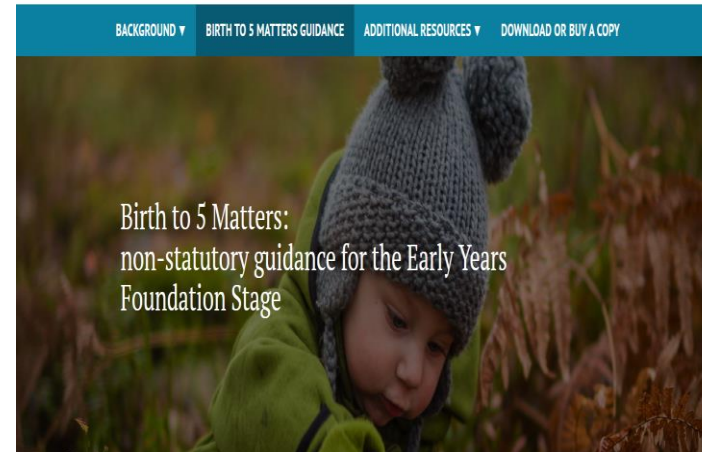 BACKGROUND ▼ BIRTH TO 5 MATTERS GUIDANCE ADDITIONAL RESOURCES ▼ DOWNLOAD OR BUY A COPY
Birth to 5 Matters:
non-statutory guidance for the Early Years
Foundation Stage